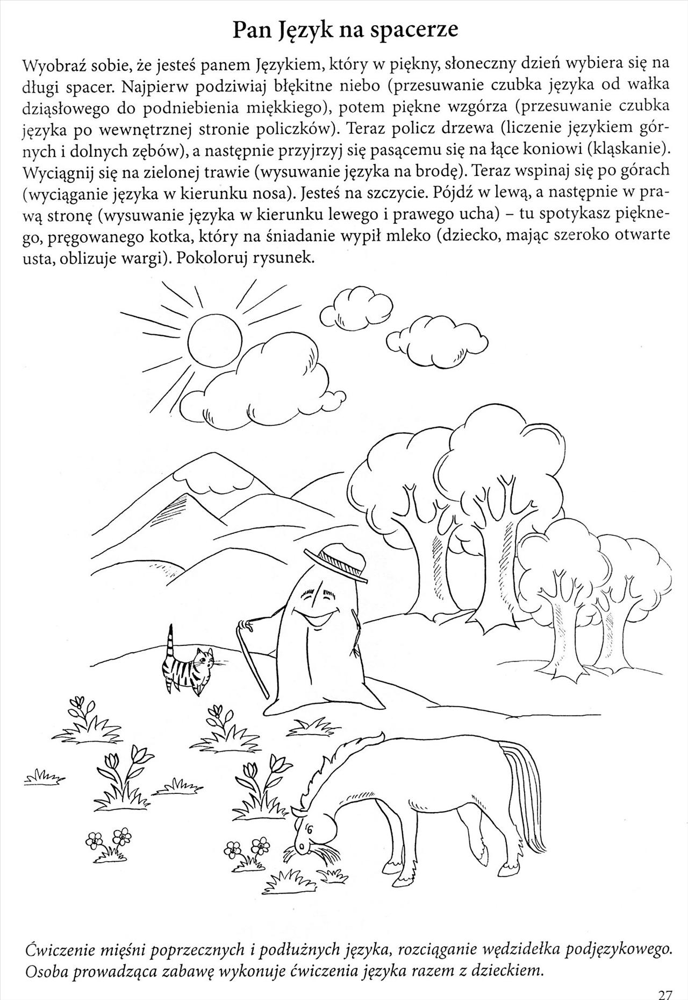 Pan Język na spacerze
Wyobraź sobie, że jesteś panem Językiem, który w piękny, słoneczny dzień wybiera się na
długi spacer. Najpierw podziwiaj błękitne niebo (przesuwanie czubka języka od wałka
dziąsłowego do podniebienia miękkiego), potem piękne wzgórza (przesuwanie czubka
języka po wewnętrznej stronie policzków). Teraz policz drzewa (liczenie językiem gór-
nych i dolnych zębów), a następnie przyjrzyj się pasącemu się na łące koniowi (kląskanie).
Wyciągnij się na zielonej trawie (wysuwanie języka na brodę). Teraz wspinaj się po górach
(wyciąganie języka w kierunku nosa). Jesteś na szczycie. Pójdź w lewą, a następnie w pra-
wą stronę (wysuwanie języka w kierunku lewego i prawego ucha) – tu spotykasz piękne-
go, pręgowanego kotka, który na śniadanie wypił mleko (dziecko, mając szeroko otwarte
usta, oblizuje wargi). Pokoloruj rysunek.
Ćwiczenie mięśni poprzecznych i podłużnych języka, rozciąganie wędzidełka podjęzykowego.
Osoba prowadząca zabawę wykonuje ćwiczenia języka razem z dzieckiem.
27